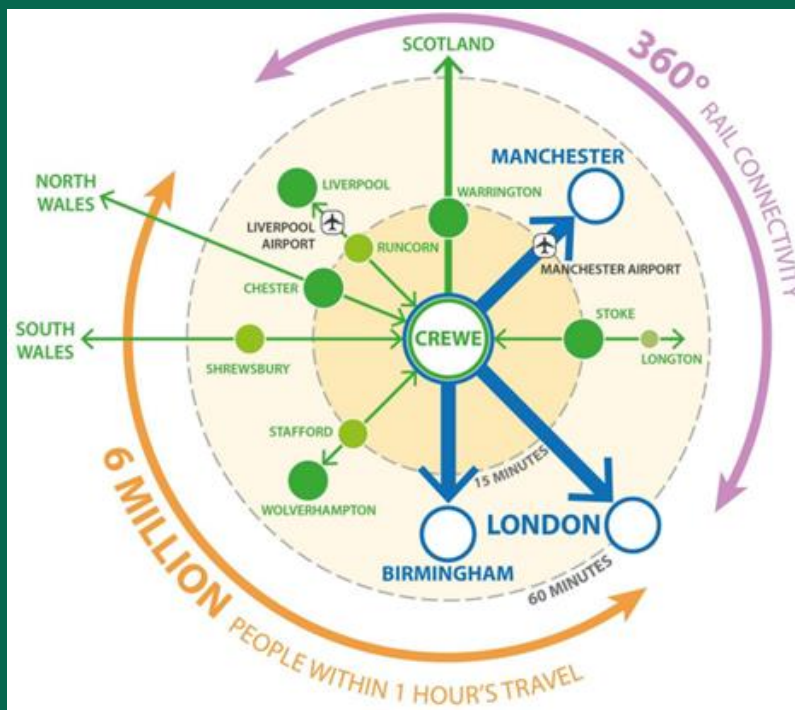 SCOTLAND
360°
RAIL CONNECTIVITY
MANCHESTER
NORTH
WALES
LIVERPOOL
WARRINGTON
LIVERPOOL
AIRPORT
RUNCORN
MANCHESTER AIRPORT
CHESTER
STOKE
SOUTH
WALES
CREWE
SHREWSBURY
LONGTON
STAFFORD
15 MINUTES
WOLVERHAMPTON
LONDON
BIRMINGHAM
60 MINUTES
6 MILLION
PEOPLE WITHIN 1 HOUR'S TRAVEL